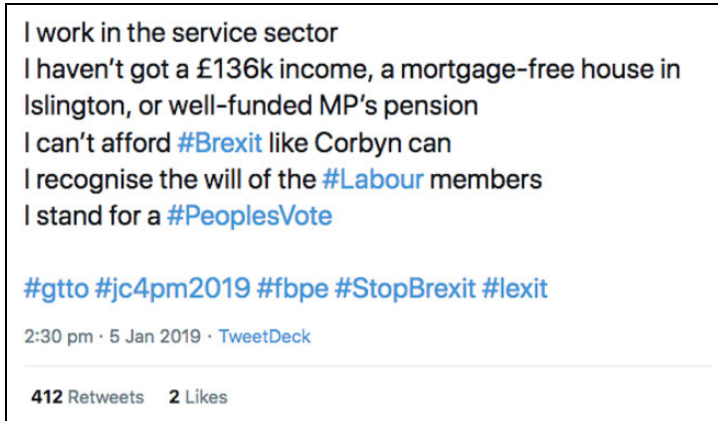 I work in the service sector
I haven't got a £136k income, a mortgage-free house in
Islington, or well-funded MP's pension
I can't afford #Brexit like Corbyn can
I recognise the will of the #Labour members
I stand for a #PeoplesVote
#gtto #jc4pm2019 #fbpe #StopBrexit #lexit
2:30 pm · 5 Jan 2019 · TweetDeck
412 Retweets 2 Likes